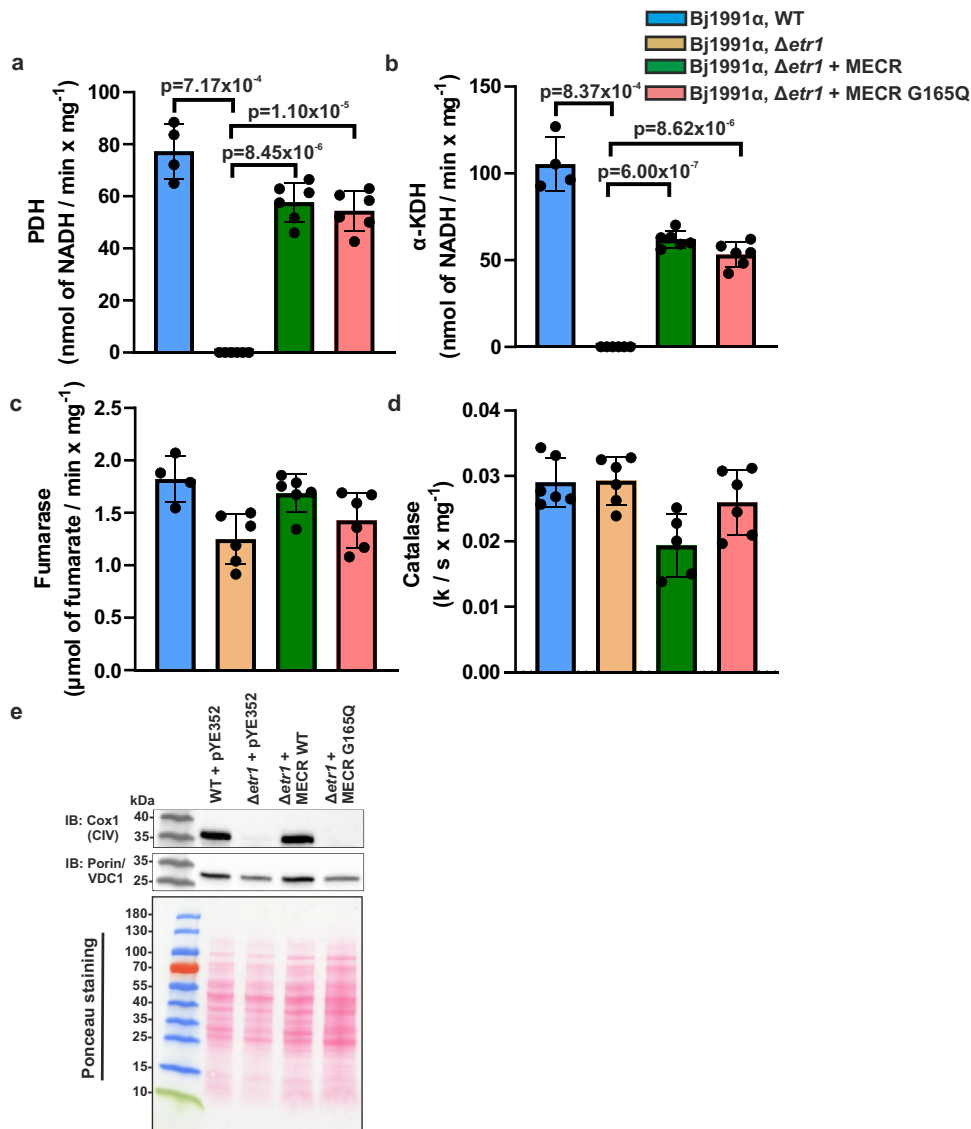 Bj1991α, WT
Bj1991α, Δetr1
Bj1991α, Δetr1 + MECR
Bj1991α, Δetr1 + MECR G165Q
a
p=7.17x10⁻⁴
p=1.10x10⁻⁵
p=8.45x10⁻⁶
PDH
(nmol of NADH / min x mg⁻¹)
100
80
60
40
20
0
b
p=8.37x10⁻⁴
p=8.62x10⁻⁶
p=6.00x10⁻⁷
α-KDH
(nmol of NADH / min x mg⁻¹)
150
100
50
0
c
Fumarase
(µmol of fumarate / min x mg⁻¹)
2.5
2.0
1.5
1.0
0.5
0.0
d
Catalase
(k / s x mg⁻¹)
0.04
0.03
0.02
0.01
0.00
e
WT + pYE352
Δetr1 + pYE352
Δetr1 +
MECR WT
Δetr1 +
MECR G165Q
kDa
IB: Cox1
(CIV)
40
35
IB: Porin/
VDC1
35
25
Ponceau staining
180
130
100
70
55
40
35
25
15
10